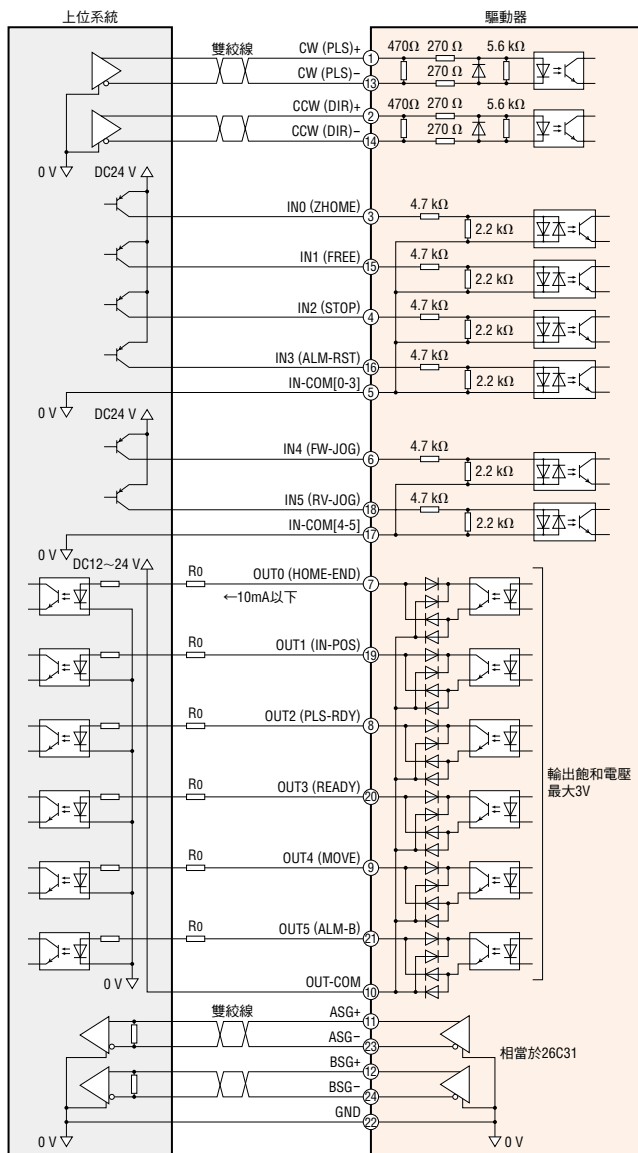 上位系統
驅動器
雙絞線
CW (PLS)+
1
470Ω
270 Ω
5.6 kΩ
CW (PLS)−
13
270 Ω
CCW (DIR)+
2
470Ω
270 Ω
5.6 kΩ
CCW (DIR)−
14
270 Ω
0 V
DC24 V
IN0 (ZHOME)
3
4.7 kΩ
2.2 kΩ
IN1 (FREE)
15
4.7 kΩ
2.2 kΩ
IN2 (STOP)
4
4.7 kΩ
2.2 kΩ
IN3 (ALM-RST)
16
4.7 kΩ
IN-COM[0-3]
5
2.2 kΩ
0 V
DC24 V
IN4 (FW-JOG)
6
4.7 kΩ
2.2 kΩ
IN5 (RV-JOG)
18
4.7 kΩ
IN-COM[4-5]
17
2.2 kΩ
0 V
DC12~24 V
R0
OUT0 (HOME-END)
7
←10mA以下
R0
OUT1 (IN-POS)
19
R0
OUT2 (PLS-RDY)
8
R0
OUT3 (READY)
20
輸出飽和電壓
最大3V
R0
OUT4 (MOVE)
9
R0
OUT5 (ALM-B)
21
0 V
OUT-COM
10
雙絞線
ASG+
11
ASG−
23
相當於26C31
BSG+
12
BSG−
24
GND
22
0 V
0 V